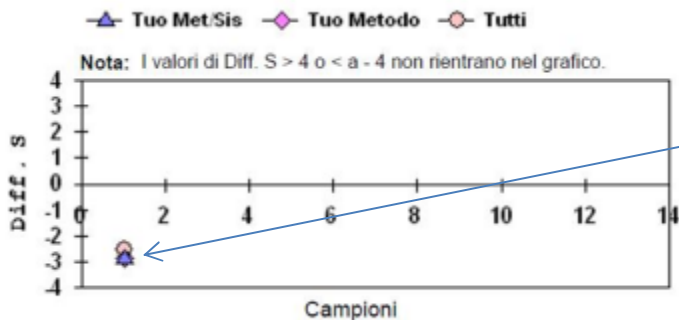 Tuo Met/Sis Tuo Metodo Tutti
Nota: I valori di Diff. S > 4 o < a - 4 non rientrano nel grafico.
4
3
2
1
0
-1
-2
-3
-4
Diff. S
0 2 4 6 8 10 12 14
Campioni